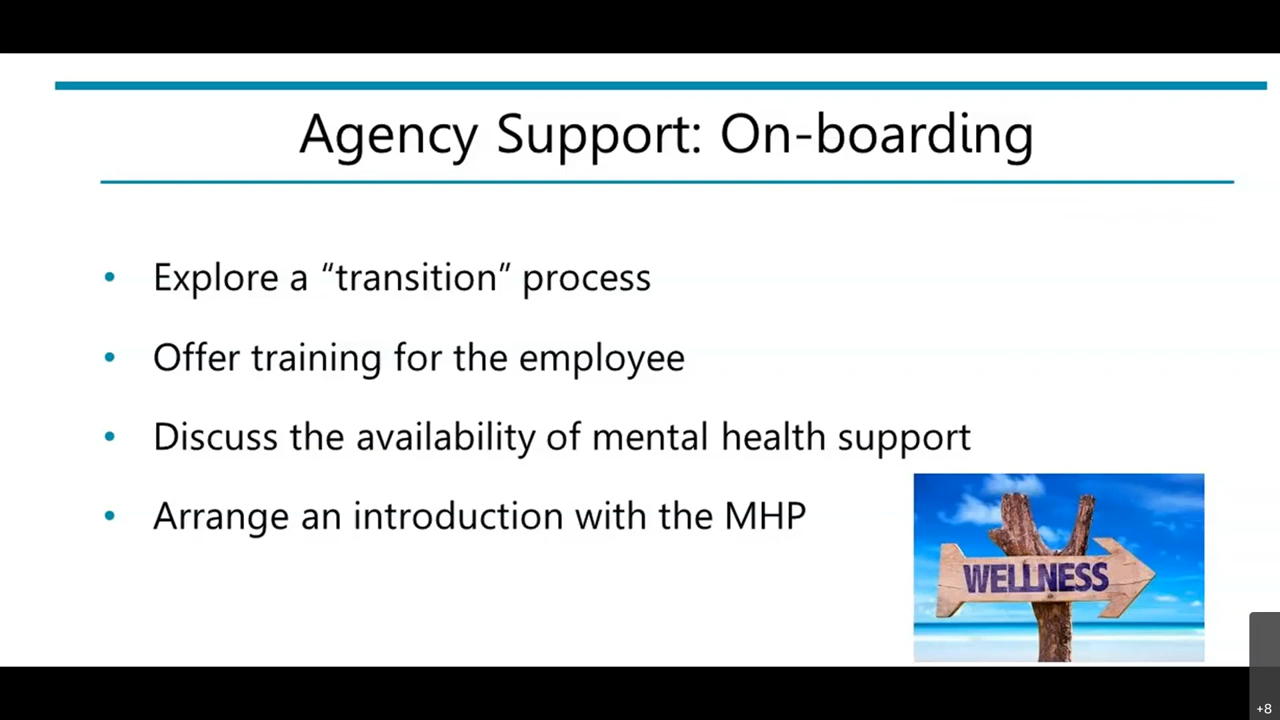 Agency Support: On-boarding
• Explore a “transition” process
• Offer training for the employee
• Discuss the availability of mental health support
• Arrange an introduction with the MHP
WELLNESS
+8